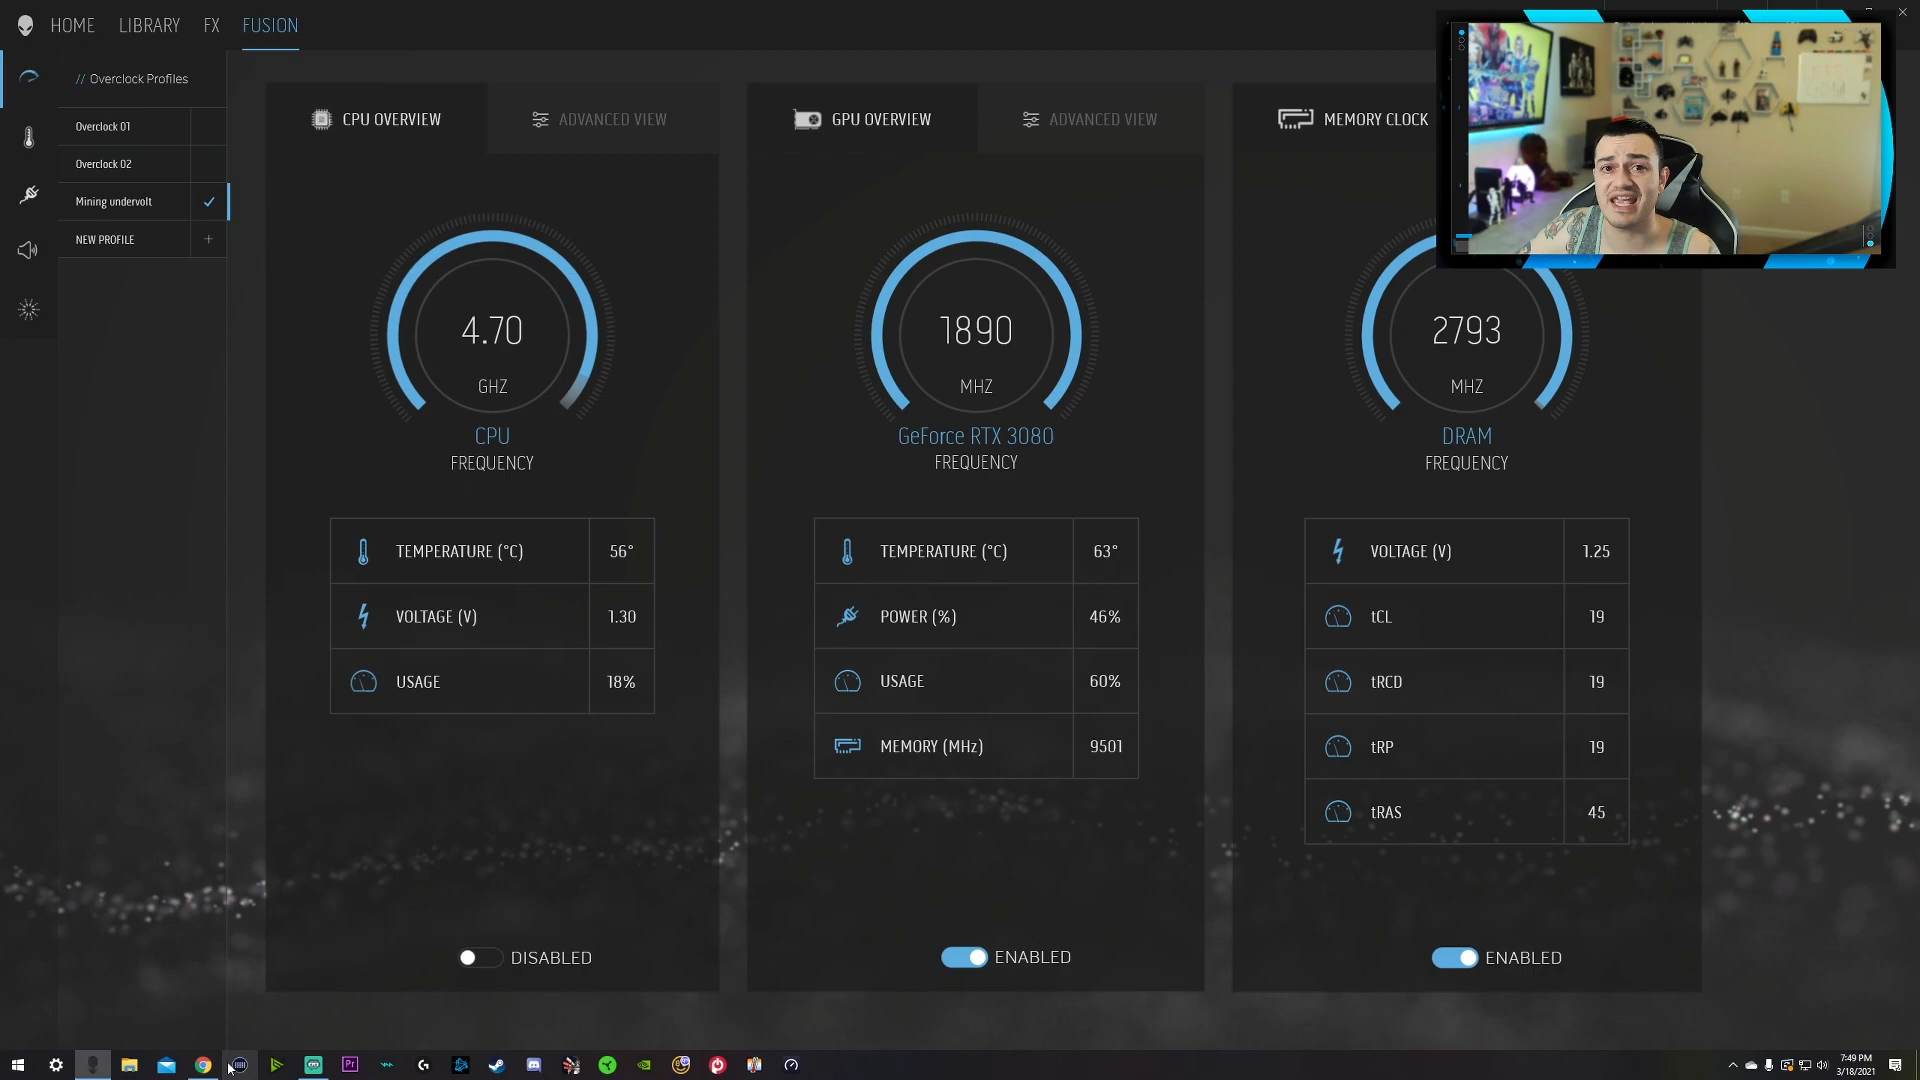 HOME LIBRARY FX FUSION
// Overclock Profiles
Overclock 01
Overclock 02
Mining undervolt
NEW PROFILE +
CPU OVERVIEW ADVANCED VIEW
4.70
GHZ
CPU
FREQUENCY
TEMPERATURE (°C) 56°
VOLTAGE (V) 1.30
USAGE 18%
DISABLED
GPU OVERVIEW ADVANCED VIEW
1890
MHZ
GeForce RTX 3080
FREQUENCY
TEMPERATURE (°C) 63°
POWER (%) 46%
USAGE 60%
MEMORY (MHz) 9501
ENABLED
MEMORY CLOCK
2793
MHZ
DRAM
FREQUENCY
VOLTAGE (V) 1.25
tCL 19
tRCD 19
tRP 19
tRAS 45
ENABLED
Pr
7:49 PM
3/18/2021